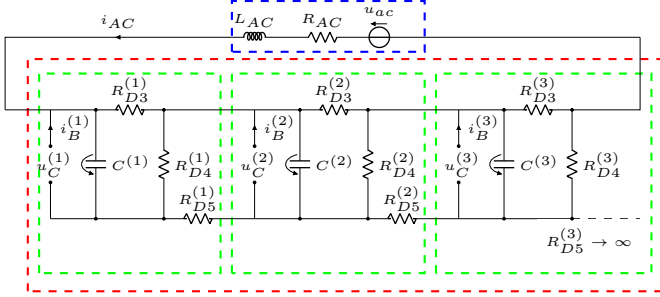 i_{AC} L_{AC} R_{AC} u_{ac}
R_{D3}^{(1)} R_{D3}^{(2)} R_{D3}^{(3)}
i_B^{(1)} i_B^{(2)} i_B^{(3)}
u_C^{(1)} C^{(1)} R_{D4}^{(1)} u_C^{(2)} C^{(2)} R_{D4}^{(2)} u_C^{(3)} C^{(3)} R_{D4}^{(3)}
R_{D5}^{(1)} R_{D5}^{(2)}
R_{D5}^{(3)} → ∞